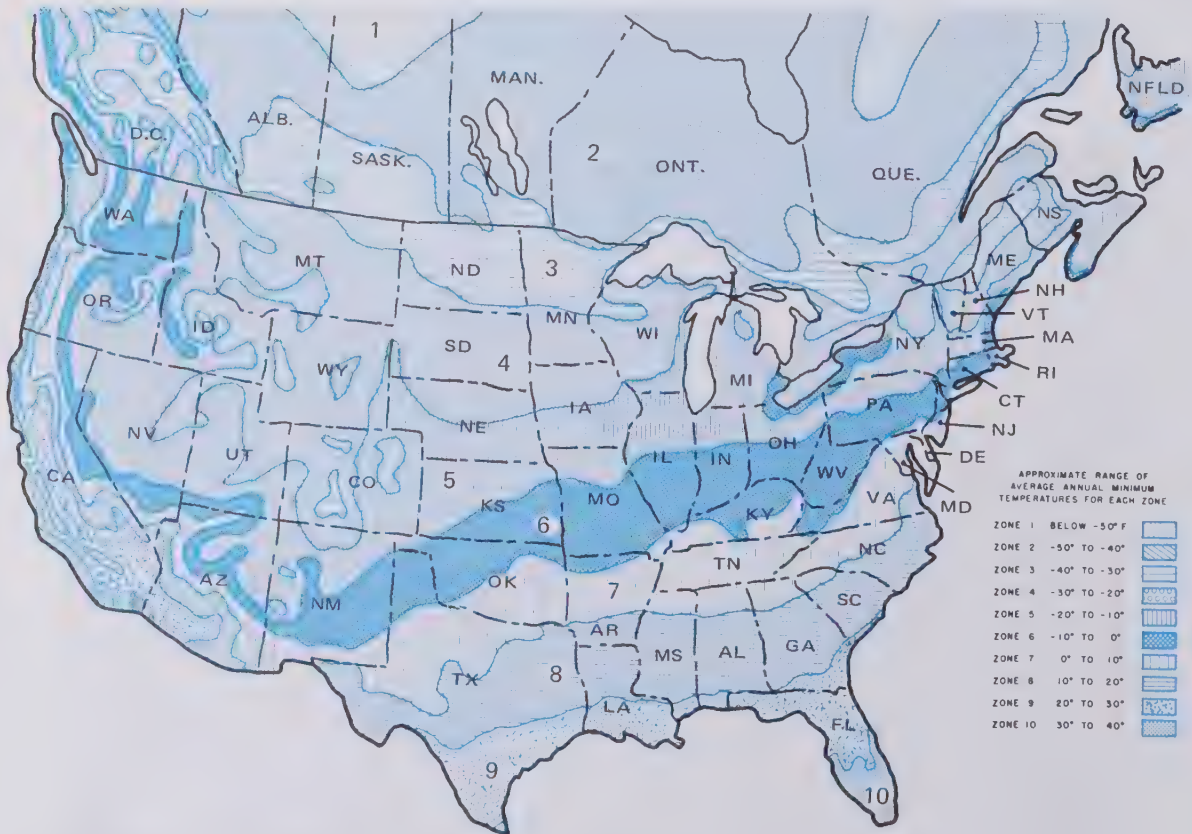 1
MAN.
NFLD
ALB.
D.C.
SASK.
2
ONT.
QUE.
WA
NS
MT
ND
3
ME
OR
NH
ID
MN
WI
VT
SD
NY
MA
WY
4
MI
RI
IA
PA
CT
NV
NE
OH
NJ
UT
IL
IN
DE
CA
CO
5
WV
KS
MO
VA
MD
KY
6
NC
TN
AZ
OK
NM
7
SC
AR
MS
AL
GA
TX
8
LA
FL
9
10
APPROXIMATE RANGE OF
AVERAGE ANNUAL MINIMUM
TEMPERATURES FOR EACH ZONE
ZONE 1 BELOW -50° F
ZONE 2 -50° TO -40°
ZONE 3 -40° TO -30°
ZONE 4 -30° TO -20°
ZONE 5 -20° TO -10°
ZONE 6 -10° TO 0°
ZONE 7 0° TO 10°
ZONE 8 10° TO 20°
ZONE 9 20° TO 30°
ZONE 10 30° TO 40°